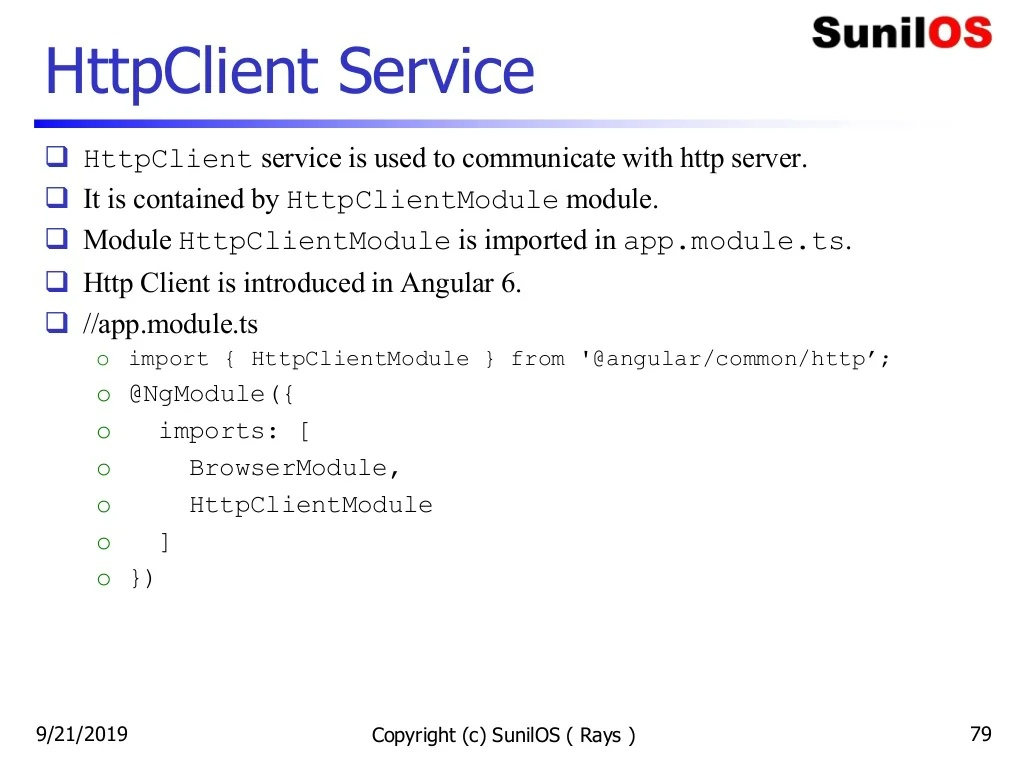 SunilOS
HttpClient Service
HttpClient service is used to communicate with http server.
It is contained by HttpClientModule module.
Module HttpClientModule is imported in app.module.ts.
Http Client is introduced in Angular 6.
//app.module.ts
import { HttpClientModule } from '@angular/common/http’;
@NgModule({
imports: [
BrowserModule,
HttpClientModule
]
})
9/21/2019
Copyright (c) SunilOS ( Rays )
79